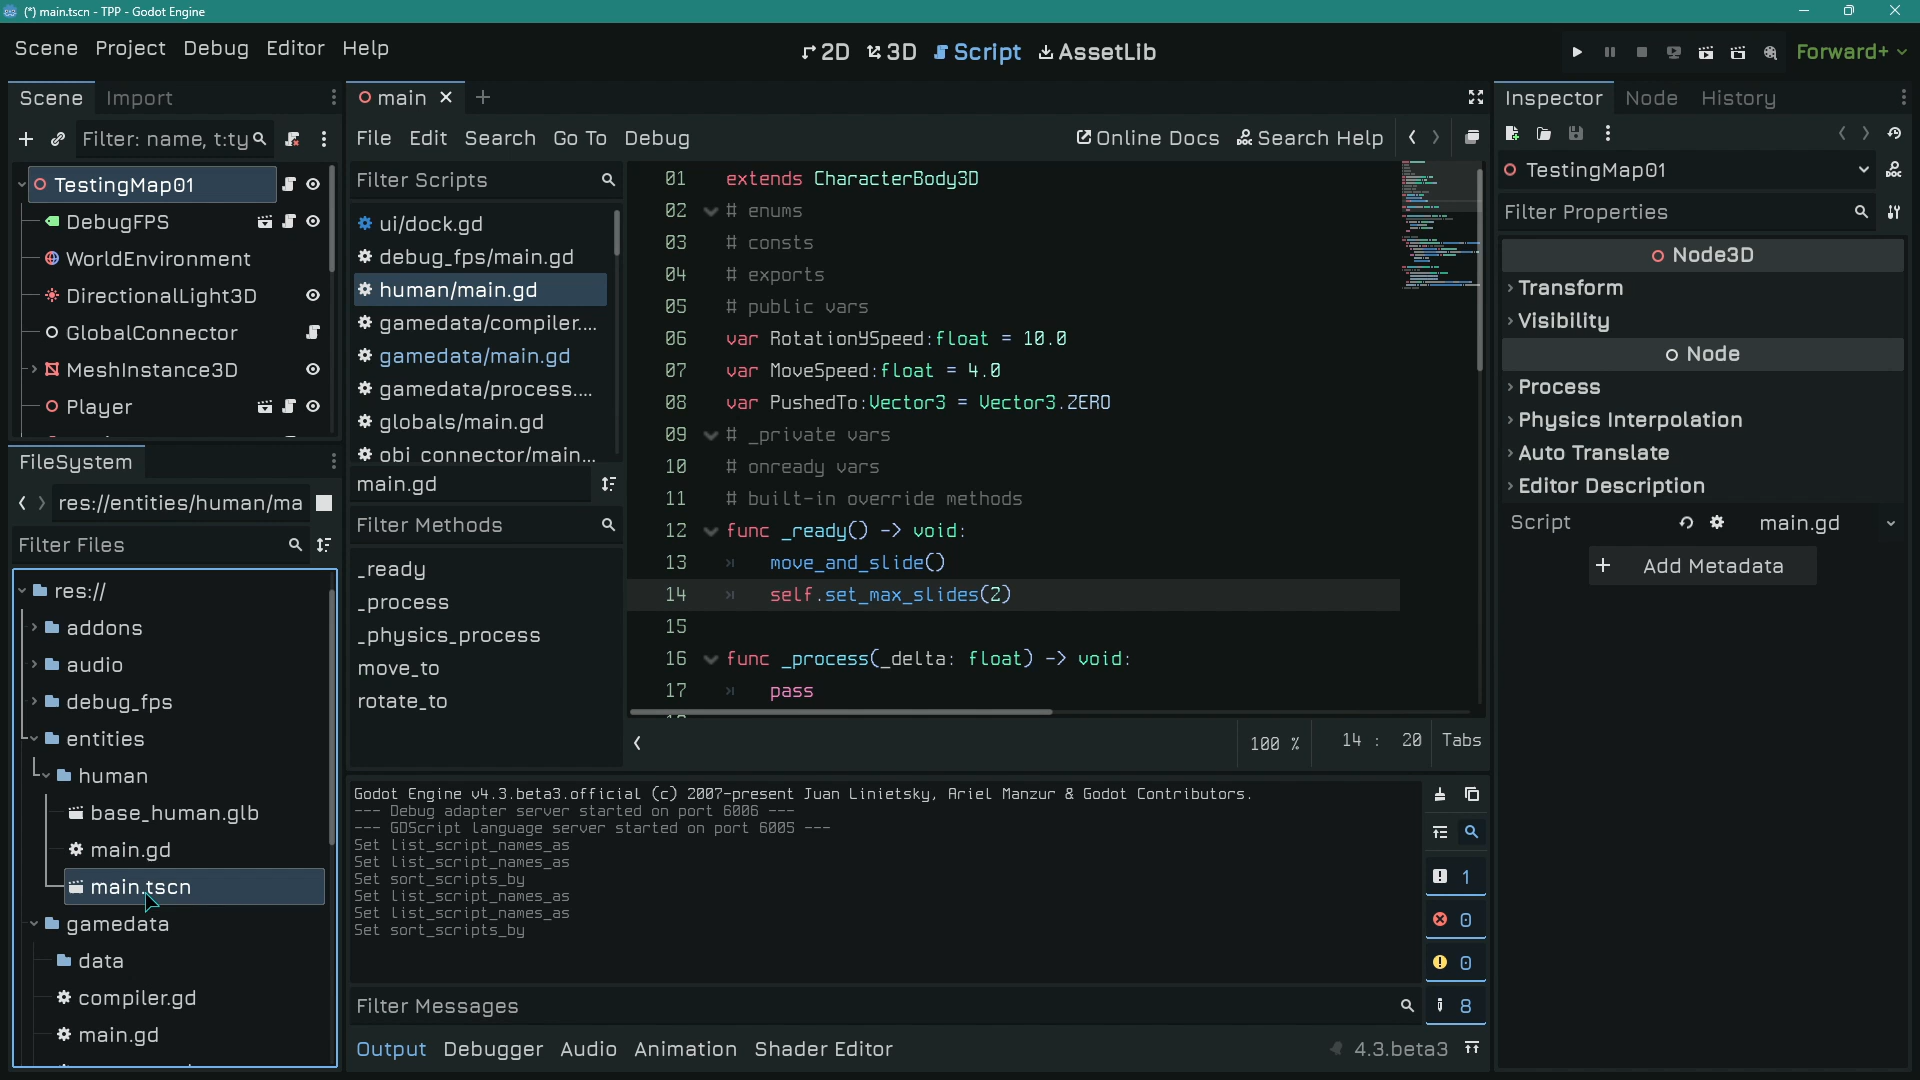 (*) main.tscn - TPP - Godot Engine
Scene Project Debug Editor Help
2D 3D Script AssetLib
Forward+
Scene Import
Filter: name, t:ty
TestingMap01
DebugFPS
WorldEnvironment
DirectionalLight3D
GlobalConnector
MeshInstance3D
Player
FileSystem
res://entities/human/ma
Filter Files
res://
addons
audio
debug_fps
entities
human
base_human.glb
main.gd
main.tscn
gamedata
data
compiler.gd
main.gd
main
File Edit Search Go To Debug
Online Docs Search Help
Filter Scripts
ui/dock.gd
debug_fps/main.gd
human/main.gd
gamedata/compiler....
gamedata/main.gd
gamedata/process....
globals/main.gd
obj_connector/main...
main.gd
Filter Methods
_ready
_process
_physics_process
move_to
rotate_to
01 extends CharacterBody3D
02 # enums
03 # consts
04 # exports
05 # public vars
06 var RotationYSpeed:float = 10.0
07 var MoveSpeed:float = 4.0
08 var PushedTo:Vector3 = Vector3.ZERO
09 # _private vars
10 # onready vars
11 # built-in override methods
12 func _ready() -> void:
13 move_and_slide()
14 self.set_max_slides(2)
15
16 func _process(_delta: float) -> void:
17 pass
100 % 14 : 20 Tabs
Godot Engine v4.3.beta3.official (c) 2007-present Juan Linietsky, Ariel Manzur & Godot Contributors.
--- Debug adapter server started on port 6006 ---
--- GDScript language server started on port 6005 ---
Set list_script_names_as
Set list_script_names_as
Set sort_scripts_by
Set list_script_names_as
Set list_script_names_as
Set sort_scripts_by
1
0
0
8
Filter Messages
Output Debugger Audio Animation Shader Editor
4.3.beta3
Inspector Node History
TestingMap01
Filter Properties
Node3D
Transform
Visibility
Node
Process
Physics Interpolation
Auto Translate
Editor Description
Script main.gd
+ Add Metadata